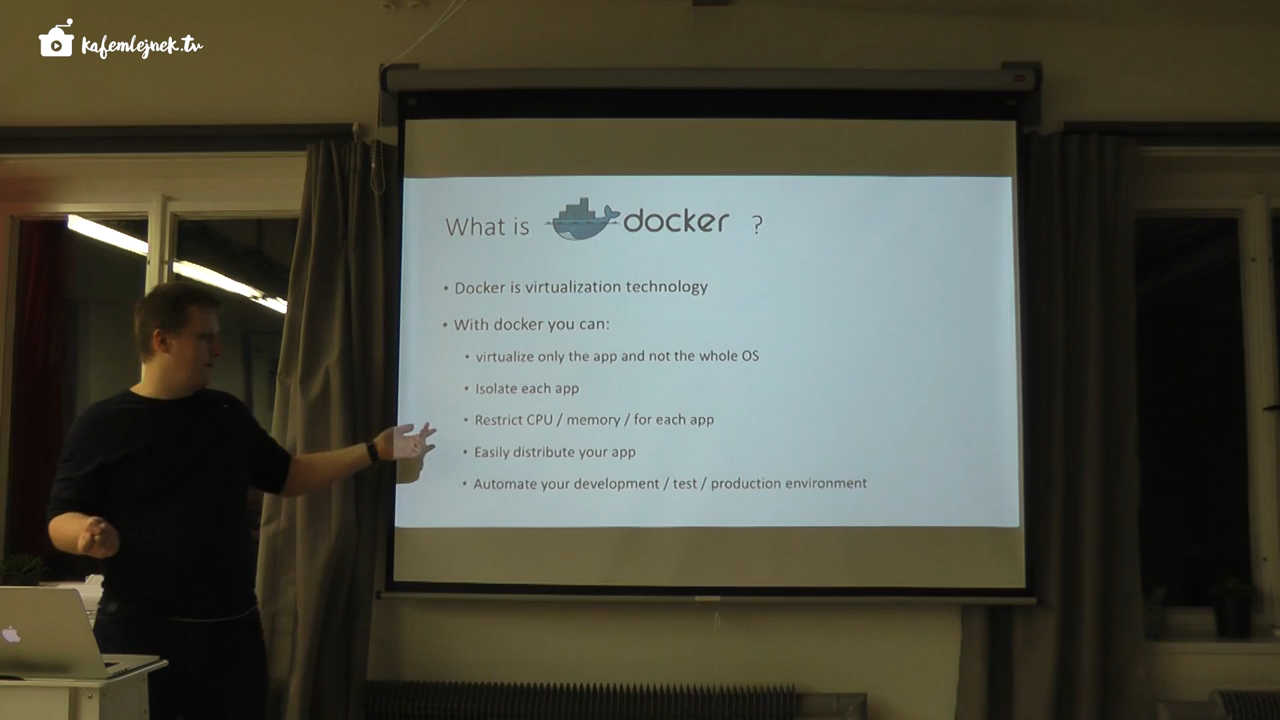 kafemlejnek.tv
What is docker ?
• Docker is virtualization technology
• With docker you can:
• virtualize only the app and not the whole OS
• Isolate each app
• Restrict CPU / memory / for each app
• Easily distribute your app
• Automate your development / test / production environment